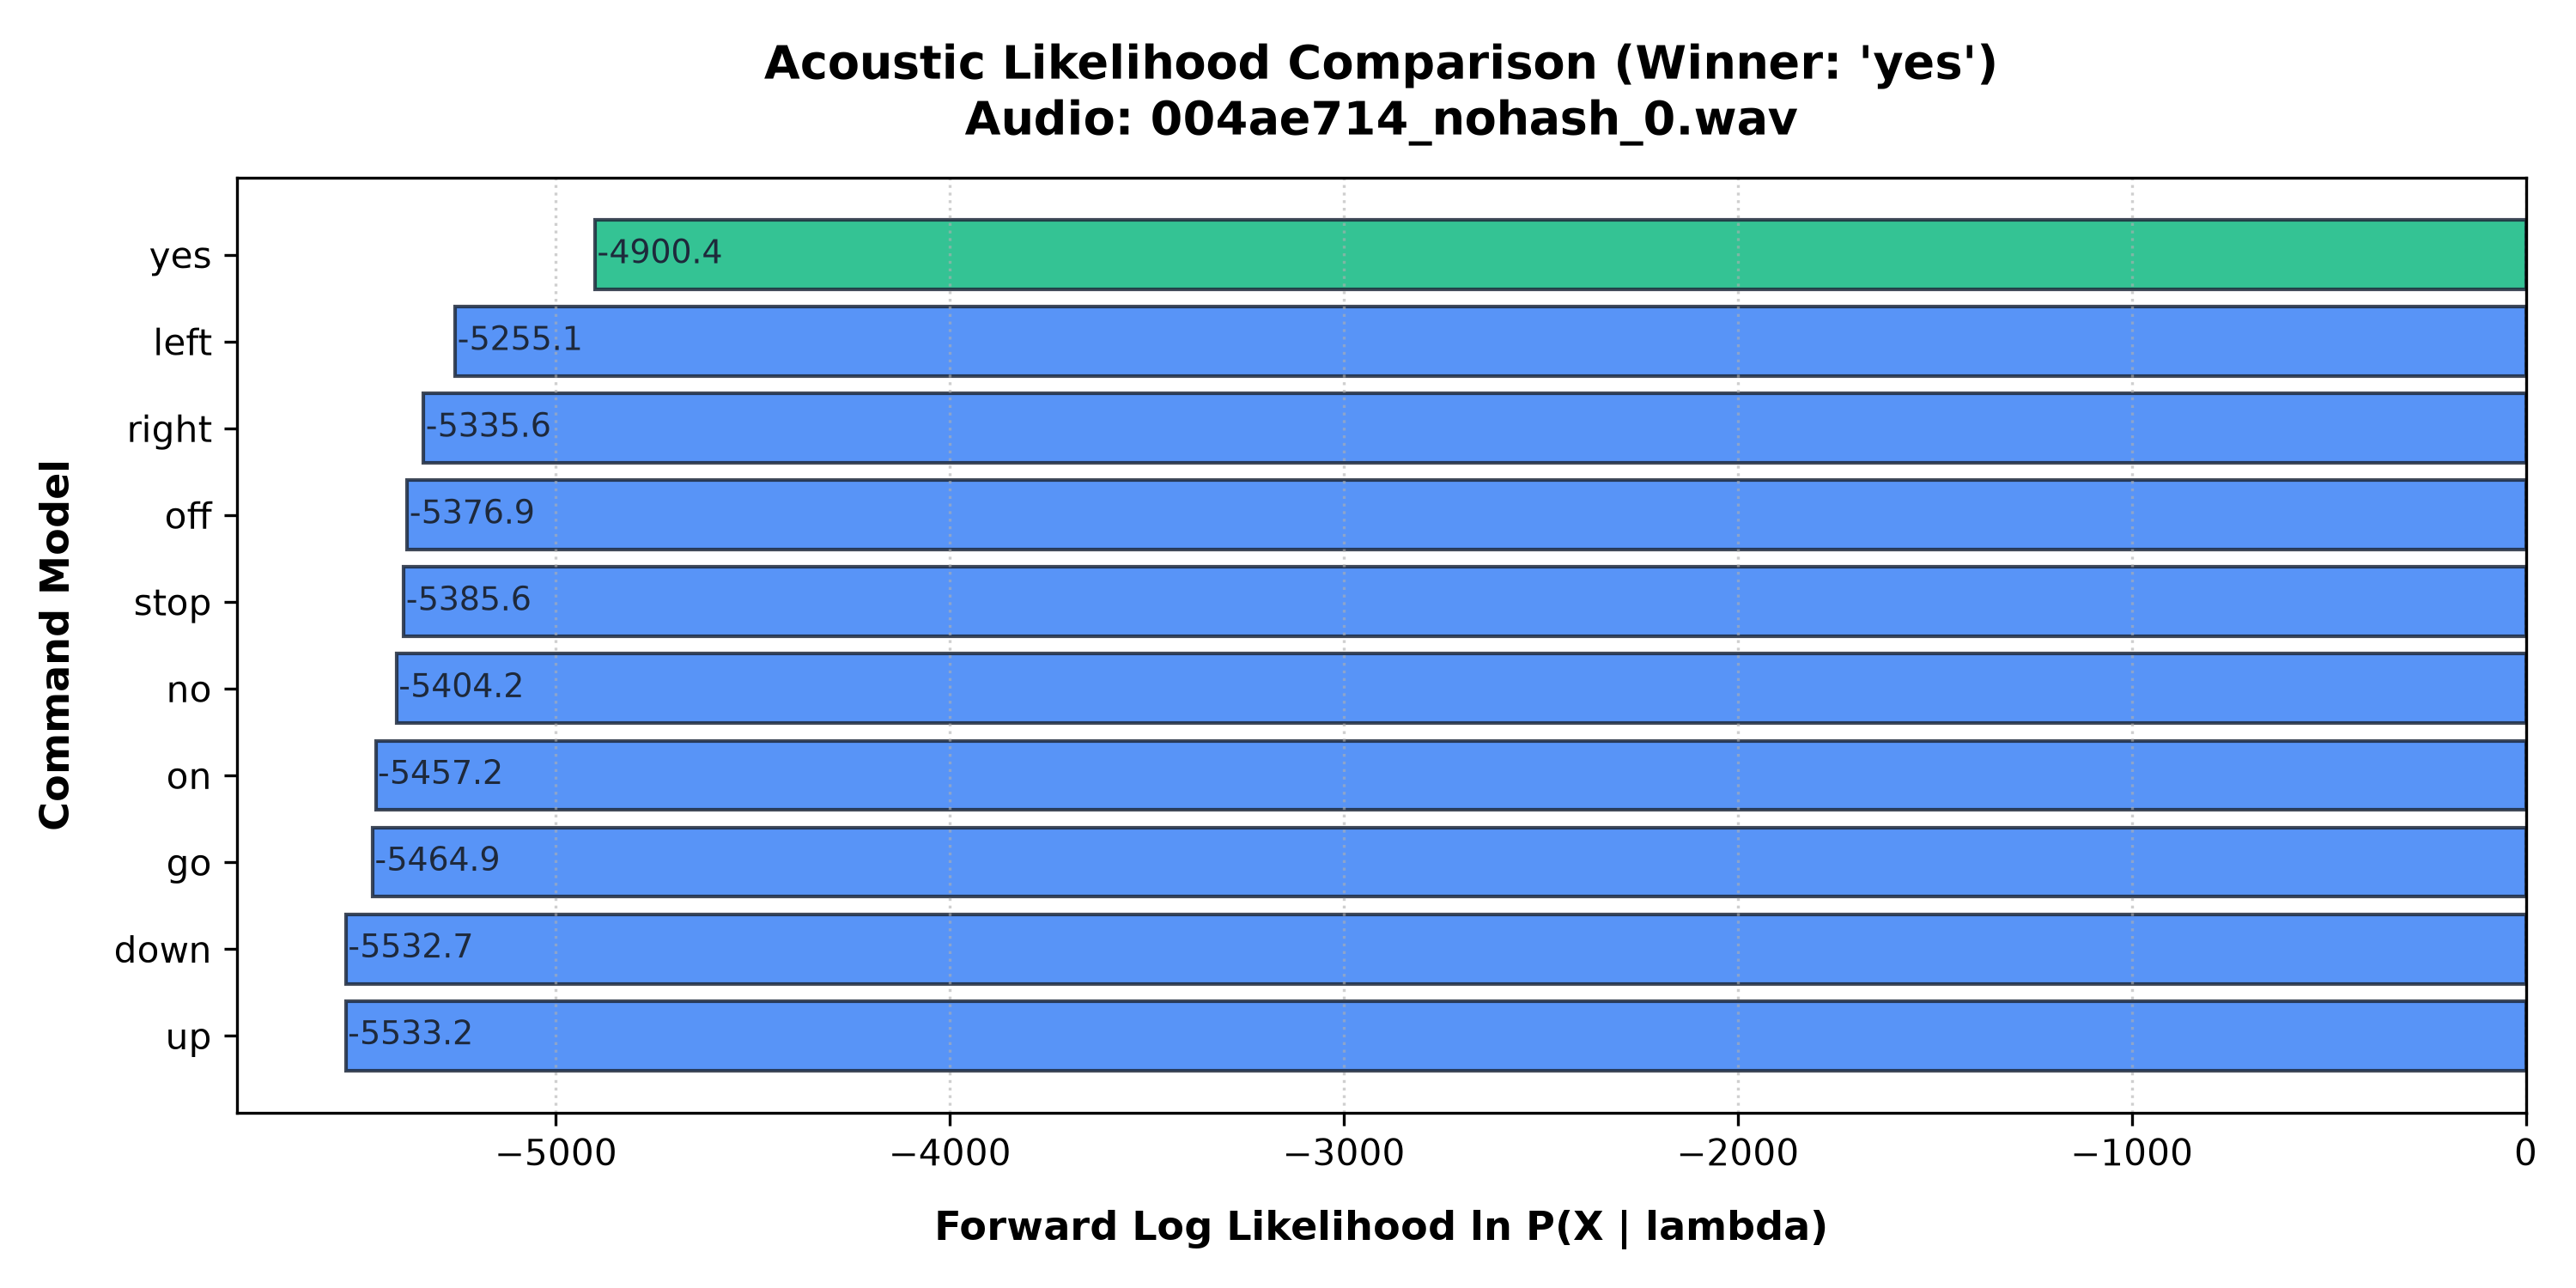 Acoustic Likelihood Comparison (Winner: 'yes')
Audio: 004ae714_nohash_0.wav
Command Model
yes
-4900.4
left
-5255.1
right
-5335.6
off
-5376.9
stop
-5385.6
no
-5404.2
on
-5457.2
go
-5464.9
down
-5532.7
up
-5533.2
−5000 −4000 −3000 −2000 −1000 0
Forward Log Likelihood ln P(X | lambda)